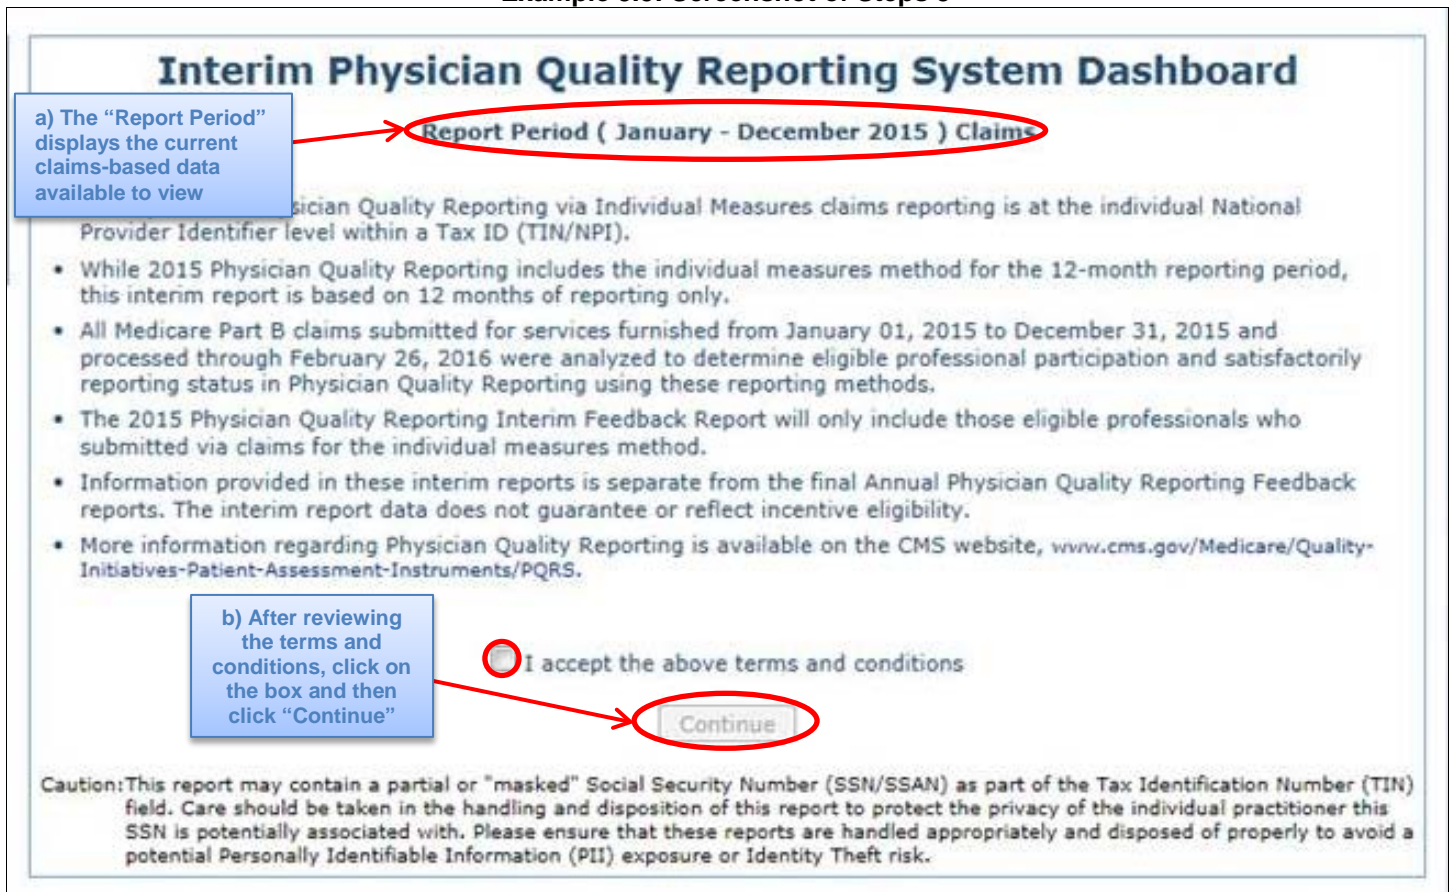 Interim Physician Quality Reporting System Dashboard
a) The “Report Period”
displays the current
claims-based data
available to view
Report Period ( January - December 2015 ) Claims
sician Quality Reporting via Individual Measures claims reporting is at the individual National
Provider Identifier level within a Tax ID (TIN/NPI).
• While 2015 Physician Quality Reporting includes the individual measures method for the 12-month reporting period,
this interim report is based on 12 months of reporting only.
• All Medicare Part B claims submitted for services furnished from January 01, 2015 to December 31, 2015 and
processed through February 26, 2016 were analyzed to determine eligible professional participation and satisfactorily
reporting status in Physician Quality Reporting using these reporting methods.
• The 2015 Physician Quality Reporting Interim Feedback Report will only include those eligible professionals who
submitted via claims for the individual measures method.
• Information provided in these interim reports is separate from the final Annual Physician Quality Reporting Feedback
reports. The interim report data does not guarantee or reflect incentive eligibility.
• More information regarding Physician Quality Reporting is available on the CMS website, www.cms.gov/Medicare/Quality-
Initiatives-Patient-Assessment-Instruments/PQRS.
b) After reviewing
the terms and
conditions, click on
the box and then
click “Continue”
I accept the above terms and conditions
Continue
Caution:This report may contain a partial or "masked" Social Security Number (SSN/SSAN) as part of the Tax Identification Number (TIN)
field. Care should be taken in the handling and disposition of this report to protect the privacy of the individual practitioner this
SSN is potentially associated with. Please ensure that these reports are handled appropriately and disposed of properly to avoid a
potential Personally Identifiable Information (PII) exposure or Identity Theft risk.